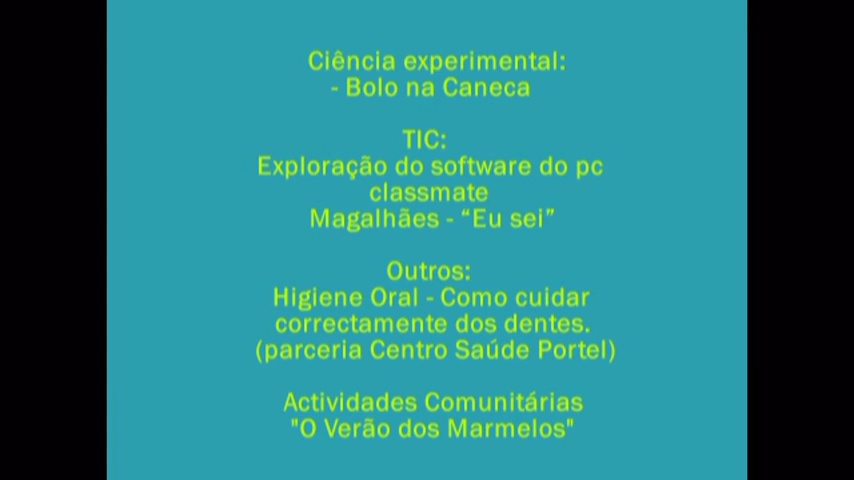 Ciência experimental:
- Bolo na Caneca
TIC:
Exploração do software do pc
classmate
Magalhães - “Eu sei”
Outros:
Higiene Oral - Como cuidar
correctamente dos dentes.
(parceria Centro Saúde Portel)
Actividades Comunitárias
"O Verão dos Marmelos"